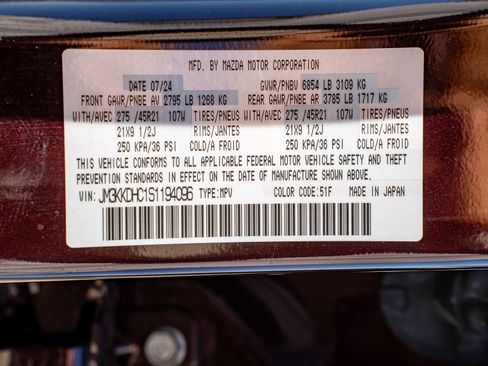 MFD. BY MAZDA MOTOR CORPORATION
DATE 07/24 GVWR/PNBV 6854 LB 3109 KG
FRONT GAWR/PNBE AV 2795 LB 1268 KG REAR GAWR/PNBE AR 3785 LB 1717 KG
WITH/AVEC 275 /45R21 107W TIRES/PNEUS WITH/AVEC 275 /45R21 107W TIRES/PNEUS
21X9 1/2J RIMS/JANTES 21X9 1/2J RIMS/JANTES
250 KPA/36 PSI COLD/A FROID 250 KPA/36 PSI COLD/A FROID
THIS VEHICLE CONFORMS TO ALL APPLICABLE FEDERAL MOTOR VEHICLE SAFETY AND THEFT
PREVENTION STANDARDS IN EFFECT ON THE DATE OF MANUFACTURE SHOWN ABOVE.
VIN: JM3KKDHC1S1194096 TYPE:MPV COLOR CODE:51F MADE IN JAPAN